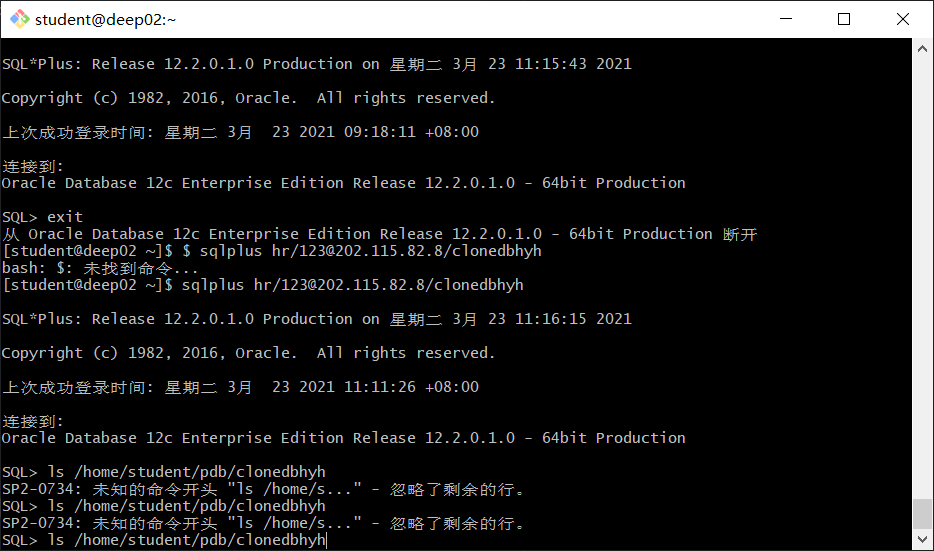 student@deep02:~
SQL*Plus: Release 12.2.0.1.0 Production on 星期二 3月 23 11:15:43 2021
Copyright (c) 1982, 2016, Oracle.  All rights reserved.
上次成功登录时间: 星期二 3月  23 2021 09:18:11 +08:00
连接到:
Oracle Database 12c Enterprise Edition Release 12.2.0.1.0 - 64bit Production
SQL> exit
从 Oracle Database 12c Enterprise Edition Release 12.2.0.1.0 - 64bit Production 断开
[student@deep02 ~]$ $ sqlplus hr/123@202.115.82.8/clonedbhyh
bash: $: 未找到命令...
[student@deep02 ~]$ sqlplus hr/123@202.115.82.8/clonedbhyh
SQL*Plus: Release 12.2.0.1.0 Production on 星期二 3月 23 11:16:15 2021
Copyright (c) 1982, 2016, Oracle.  All rights reserved.
上次成功登录时间: 星期二 3月  23 2021 11:11:26 +08:00
连接到:
Oracle Database 12c Enterprise Edition Release 12.2.0.1.0 - 64bit Production
SQL> ls /home/student/pdb/clonedbhyh
SP2-0734: 未知的命令开头 "ls /home/s..." - 忽略了剩余的行。
SQL> ls /home/student/pdb/clonedbhyh
SP2-0734: 未知的命令开头 "ls /home/s..." - 忽略了剩余的行。
SQL> ls /home/student/pdb/clonedbhyh